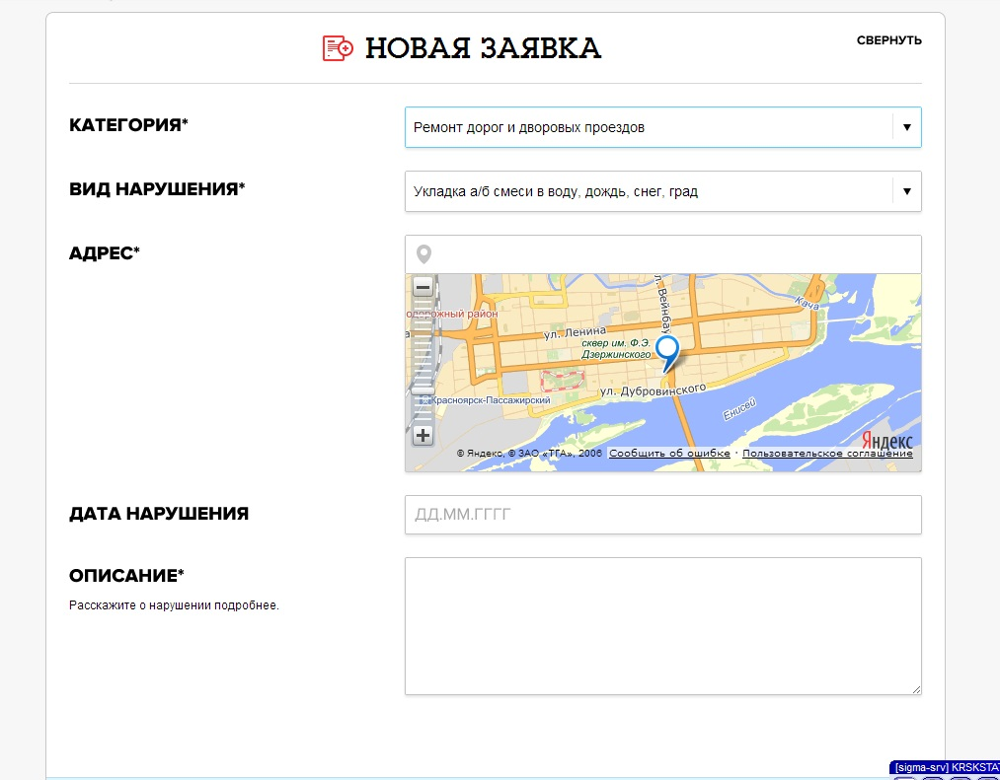 НОВАЯ ЗАЯВКА
СВЕРНУТЬ
КАТЕГОРИЯ*
Ремонт дорог и дворовых проездов
ВИД НАРУШЕНИЯ*
Укладка а/б смеси в воду, дождь, снег, град
АДРЕС*
одорожный район
ул. Вейнбау
Кача
ул. Ленина
сквер им. Ф.Э.
Дзержинского
ул. Дубровинского
Красноярск-Пассажирский
Енисей
Яндекс
© Яндекс, © ЗАО «ТГА», 2006 Сообщить об ошибке · Пользовательское соглашение
ДАТА НАРУШЕНИЯ
ДД.ММ.ГГГГ
ОПИСАНИЕ*
Расскажите о нарушении подробнее.
[sigma-srv] KRSKSTA